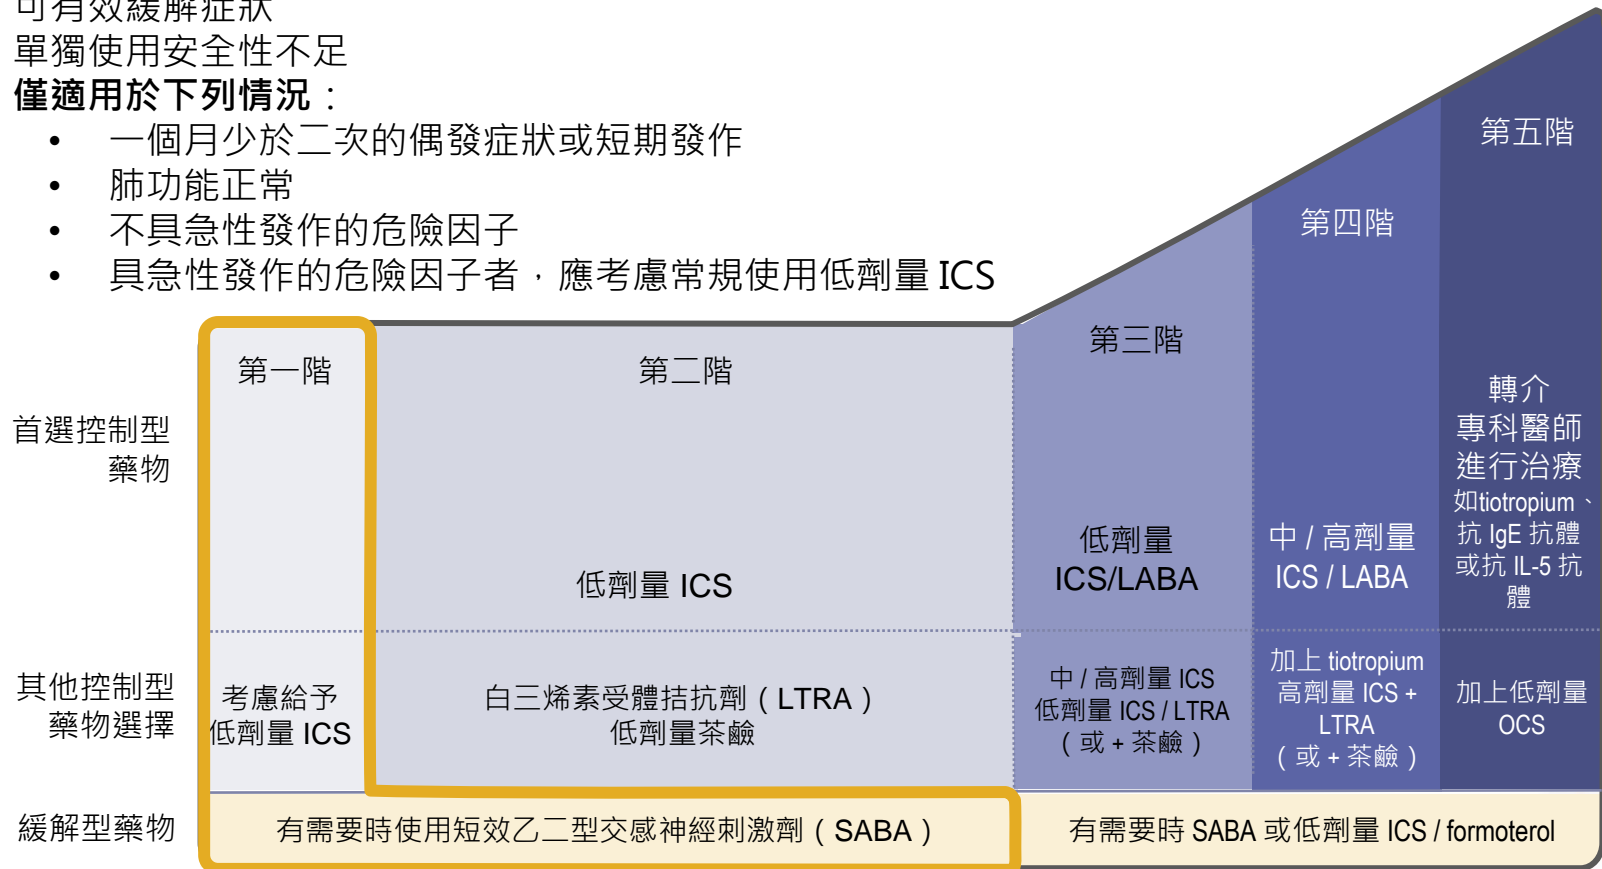 可有效緩解症狀
單獨使用安全性不足
僅適用於下列情況：
• 一個月少於二次的偶發症狀或短期發作
• 肺功能正常
• 不具急性發作的危險因子
• 具急性發作的危險因子者，應考慮常規使用低劑量 ICS
第一階
第二階
第三階
第四階
第五階
首選控制型
藥物
低劑量 ICS
低劑量
ICS/LABA
中 / 高劑量
ICS / LABA
轉介
專科醫師
進行治療
如tiotropium、
抗 IgE 抗體
或抗 IL-5 抗
體
其他控制型
藥物選擇
考慮給予
低劑量 ICS
白三烯素受體拮抗劑（LTRA）
低劑量茶鹼
中 / 高劑量 ICS
低劑量 ICS / LTRA
（或 + 茶鹼）
加上 tiotropium
高劑量 ICS +
LTRA
（或 + 茶鹼）
加上低劑量
OCS
緩解型藥物
有需要時使用短效乙二型交感神經刺激劑（SABA）
有需要時 SABA 或低劑量 ICS / formoterol